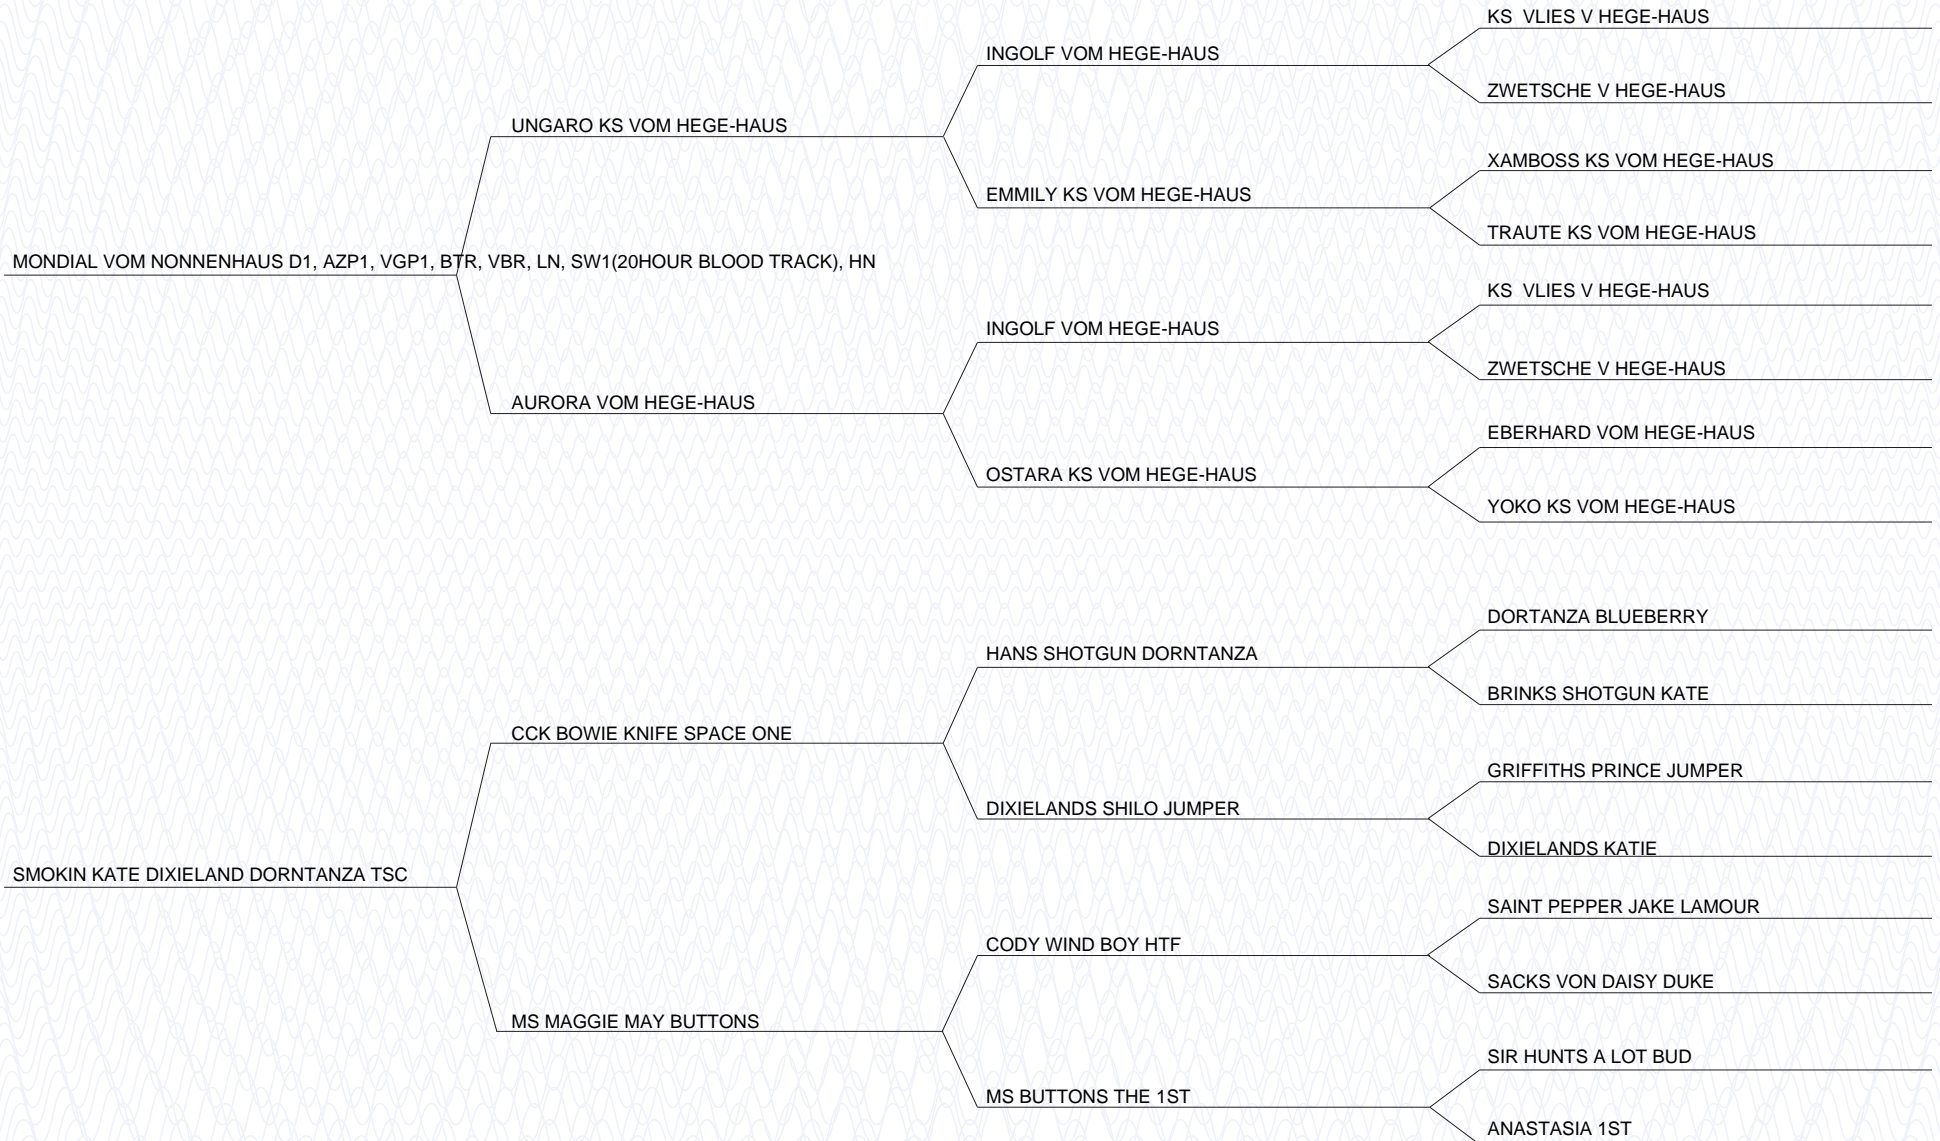 KS  VLIES V HEGE-HAUS
INGOLF VOM HEGE-HAUS
ZWETSCHE V HEGE-HAUS
UNGARO KS VOM HEGE-HAUS
XAMBOSS KS VOM HEGE-HAUS
EMMILY KS VOM HEGE-HAUS
TRAUTE KS VOM HEGE-HAUS
MONDIAL VOM NONNENHAUS D1, AZP1, VGP1, BTR, VBR, LN, SW1(20HOUR BLOOD TRACK), HN
KS  VLIES V HEGE-HAUS
INGOLF VOM HEGE-HAUS
ZWETSCHE V HEGE-HAUS
AURORA VOM HEGE-HAUS
EBERHARD VOM HEGE-HAUS
OSTARA KS VOM HEGE-HAUS
YOKO KS VOM HEGE-HAUS
DORTANZA BLUEBERRY
HANS SHOTGUN DORNTANZA
BRINKS SHOTGUN KATE
CCK BOWIE KNIFE SPACE ONE
GRIFFITHS PRINCE JUMPER
DIXIELANDS SHILO JUMPER
DIXIELANDS KATIE
SMOKIN KATE DIXIELAND DORNTANZA TSC
SAINT PEPPER JAKE LAMOUR
CODY WIND BOY HTF
SACKS VON DAISY DUKE
MS MAGGIE MAY BUTTONS
SIR HUNTS A LOT BUD
MS BUTTONS THE 1ST
ANASTASIA 1ST